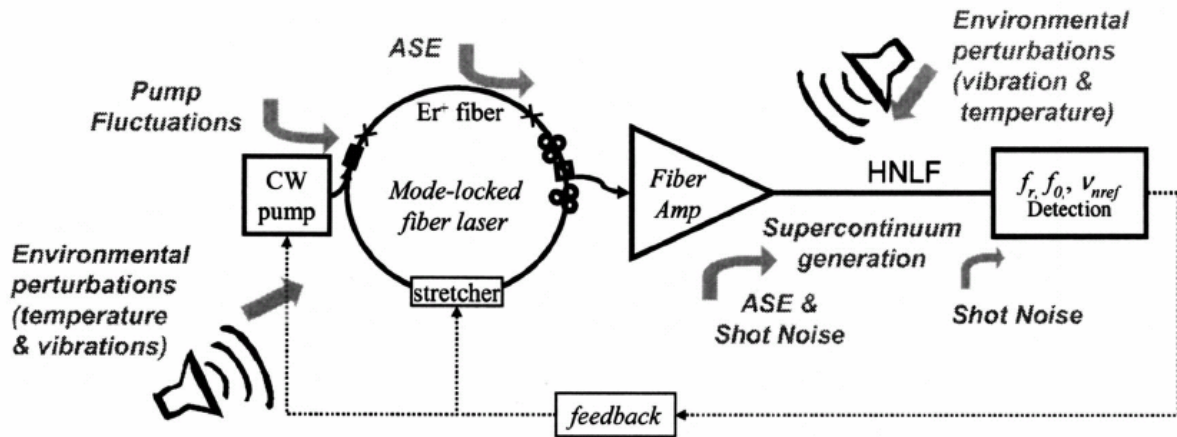 ASE
Pump
Fluctuations
Er⁺ fiber
CW
pump
Mode-locked
fiber laser
stretcher
Environmental
perturbations
(temperature
& vibrations)
Fiber
Amp
HNLF
Supercontinuum
generation
ASE &
Shot Noise
Environmental
perturbations
(vibration &
temperature)
fr, f0, νnref
Detection
Shot Noise
feedback